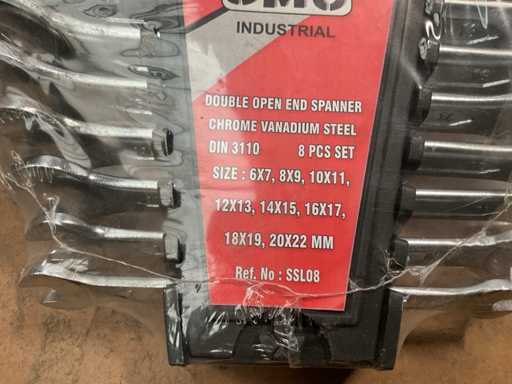 INDUSTRIAL
DOUBLE OPEN END SPANNER
CHROME VANADIUM STEEL
DIN 3110 8 PCS SET
SIZE : 6X7, 8X9, 10X11,
12X13, 14X15, 16X17,
18X19, 20X22 MM
Ref. No : SSL08